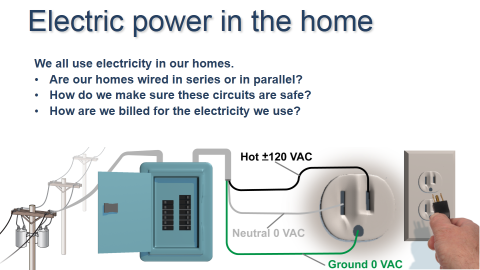 Electric power in the home
We all use electricity in our homes.
• Are our homes wired in series or in parallel?
• How do we make sure these circuits are safe?
• How are we billed for the electricity we use?
Hot ±120 VAC
Neutral 0 VAC
Ground 0 VAC